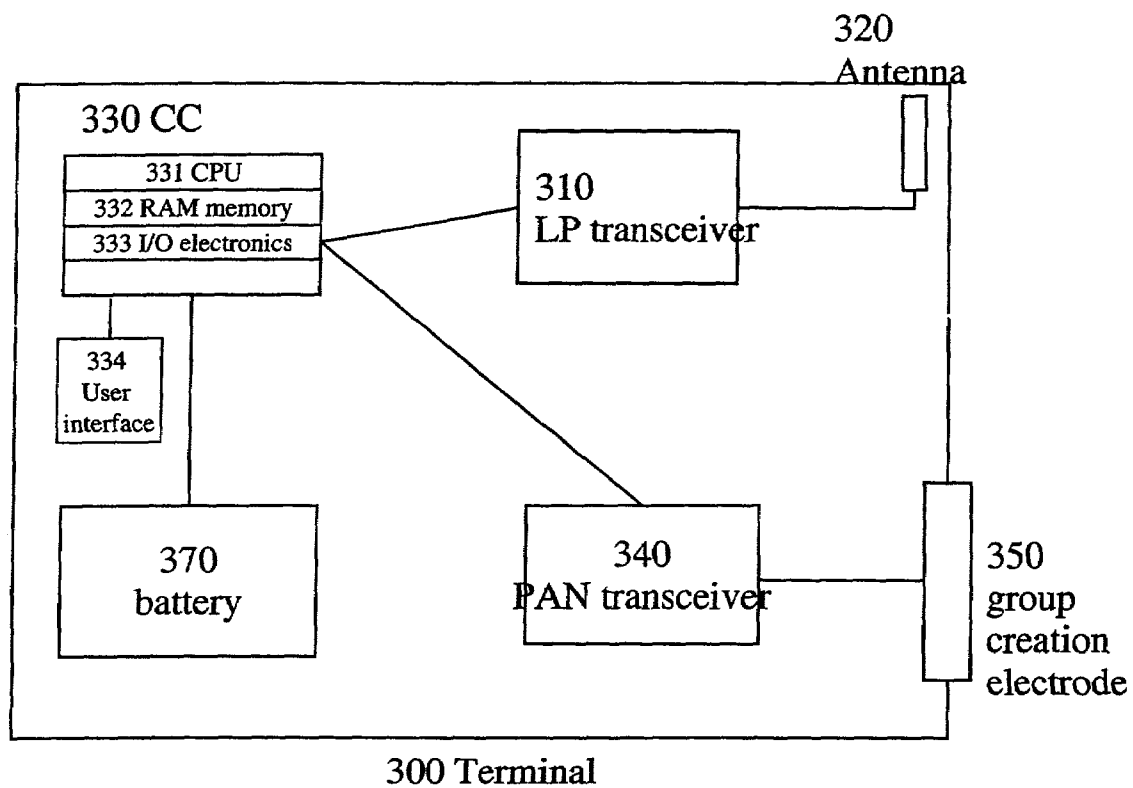 320
Antenna
330 CC
331 CPU
332 RAM memory
333 I/O electronics
310
LP transceiver
334
User
interface
370
battery
340
PAN transceiver
350
group
creation
electrode
300 Terminal